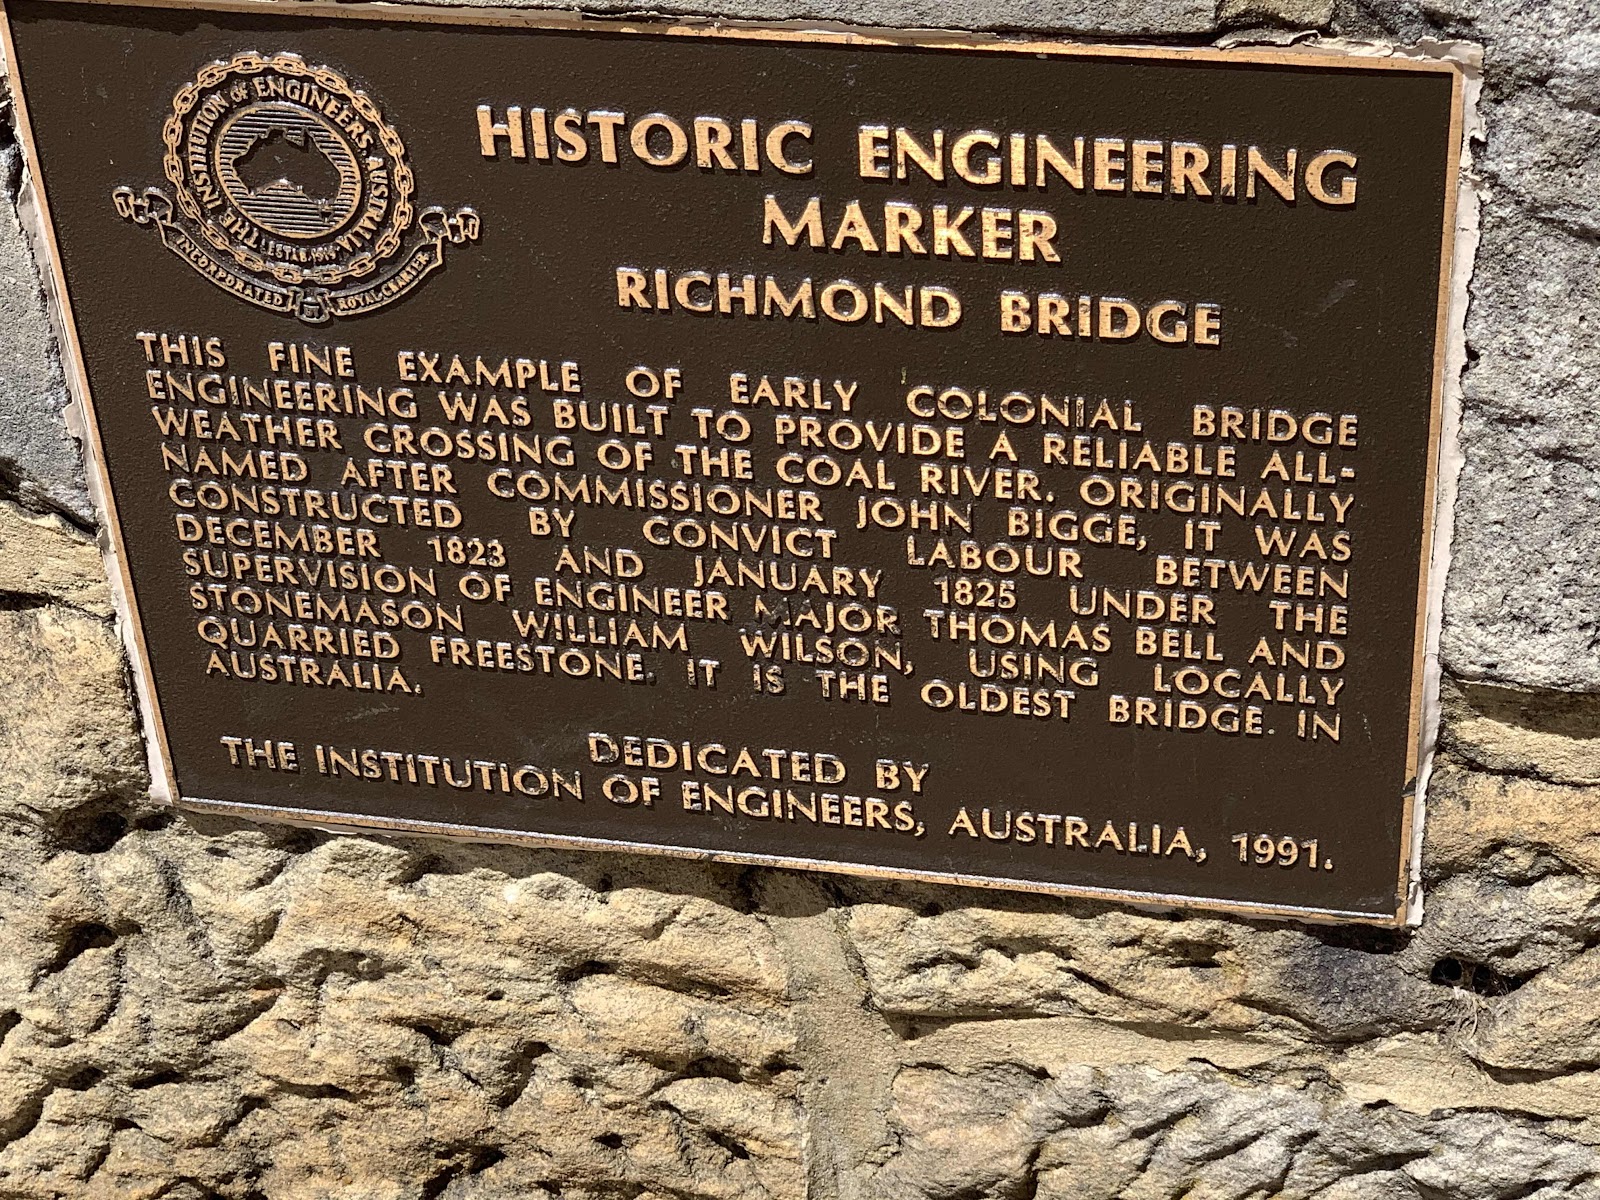 THE INSTITUTION OF ENGINEERS, AUSTRALIA
ESTAB. 1919
INCORPORATED BY ROYAL CHARTER
HISTORIC ENGINEERING
MARKER
RICHMOND BRIDGE
THIS FINE EXAMPLE OF EARLY COLONIAL BRIDGE
ENGINEERING WAS BUILT TO PROVIDE A RELIABLE ALL-
WEATHER CROSSING OF THE COAL RIVER. ORIGINALLY
NAMED AFTER COMMISSIONER JOHN BIGGE, IT WAS
CONSTRUCTED BY CONVICT LABOUR BETWEEN
DECEMBER 1823 AND JANUARY 1825 UNDER THE
SUPERVISION OF ENGINEER MAJOR THOMAS BELL AND
STONEMASON WILLIAM WILSON, USING LOCALLY
QUARRIED FREESTONE. IT IS THE OLDEST BRIDGE IN
AUSTRALIA.
DEDICATED BY
THE INSTITUTION OF ENGINEERS, AUSTRALIA, 1991.